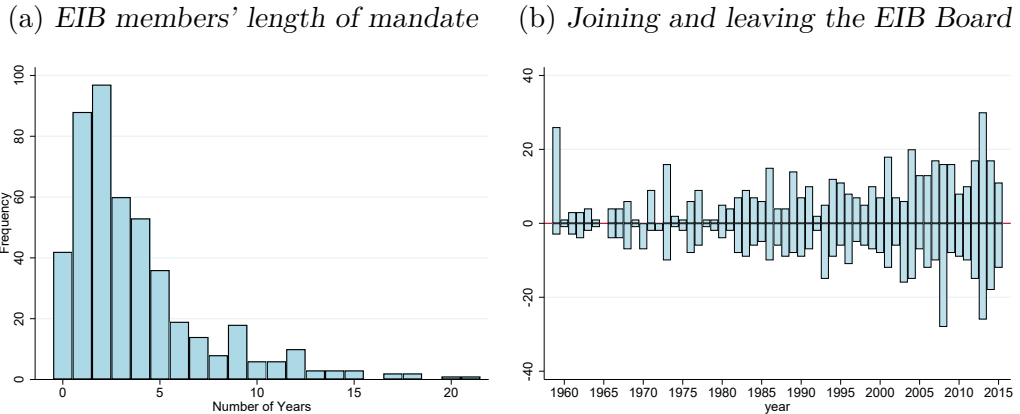 (a) EIB members’ length of mandate
100
80
60
40
20
0
Frequency
0 5 10 15 20
Number of Years
(b) Joining and leaving the EIB Board
40
20
0
-20
-40
1960 1965 1970 1975 1980 1985 1990 1995 2000 2005 2010 2015
year